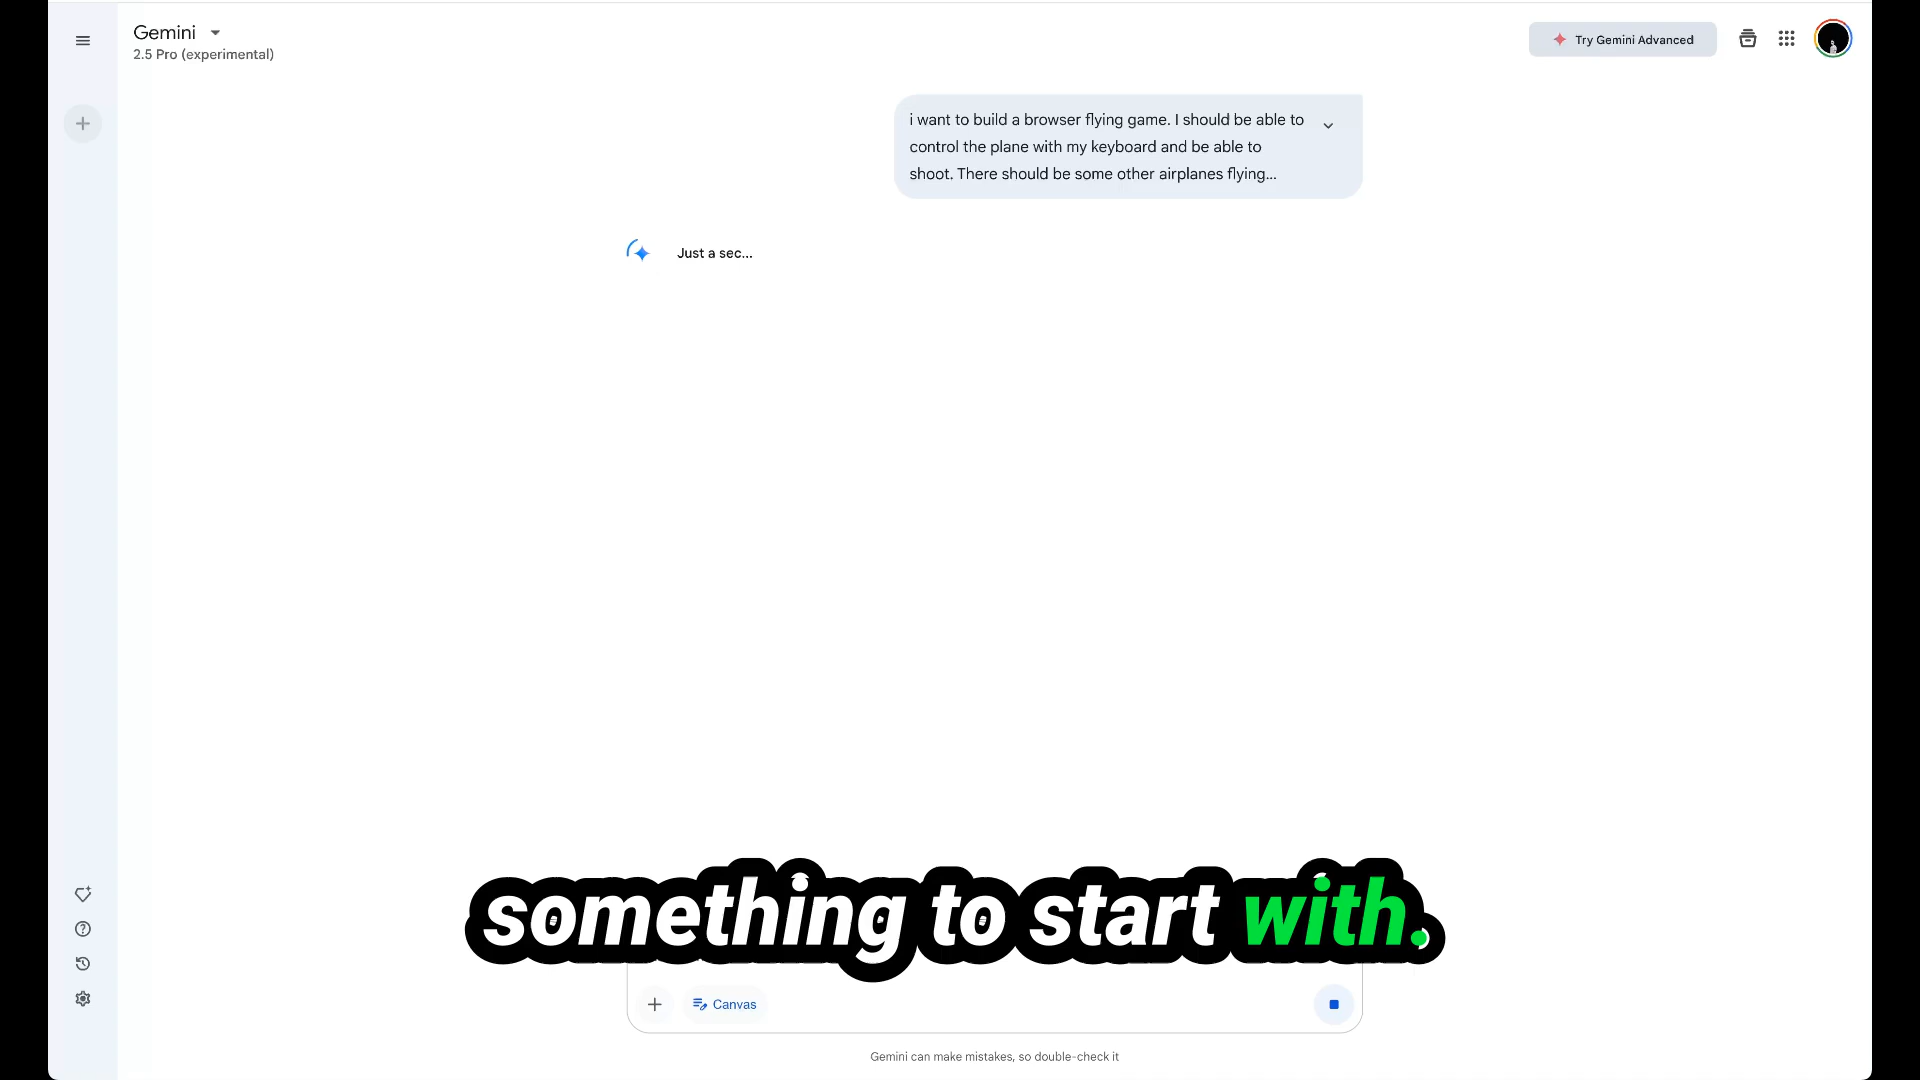 Gemini
2.5 Pro (experimental)
Try Gemini Advanced
i want to build a browser flying game. I should be able to
control the plane with my keyboard and be able to
shoot. There should be some other airplanes flying...
Just a sec...
something to start with.
Canvas
Gemini can make mistakes, so double-check it